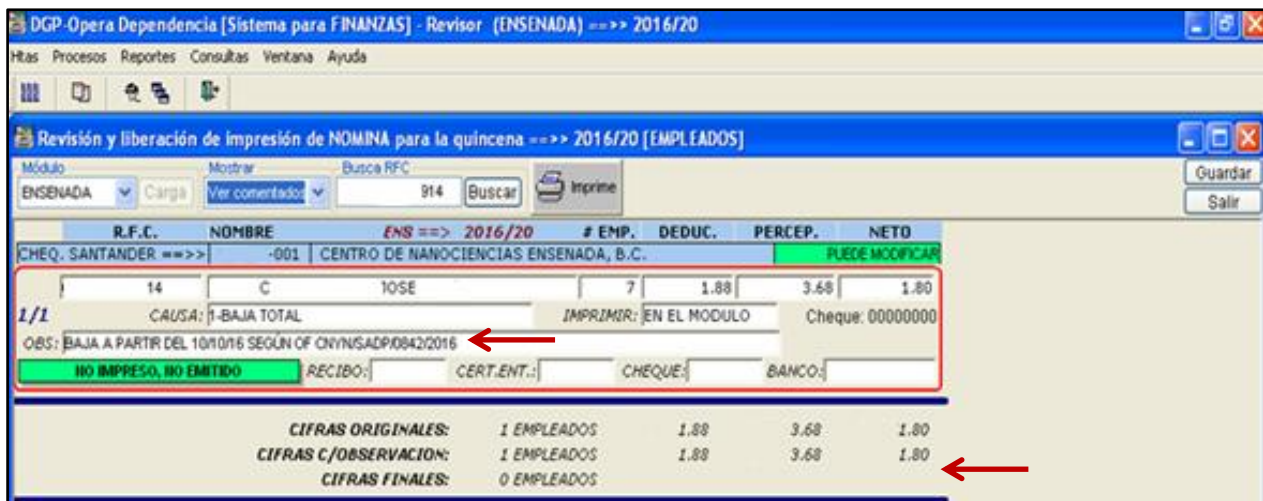 DGP-Opera Dependencia [Sistema para FINANZAS] - Revisor (ENSENADA) ==>> 2016/20
Htas Procesos Reportes Consultas Ventana Ayuda
Revisión y liberación de impresión de NOMINA para la quincena ==>> 2016/20 [EMPLEADOS]
Módulo Mostrar Busca RFC
ENSENADA Carga Ver comentados 914 Buscar Imprime Guardar
Salir
R.F.C. NOMBRE ENS ==> 2016/20 # EMP. DEDUC. PERCEP. NETO
CHEQ. SANTANDER ==>> -001 CENTRO DE NANOCIENCIAS ENSENADA, B.C. PUEDE MODIFICAR
14 C 7 1.88 3.68 1.80
1/1 CAUSA: 1-BAJA TOTAL IMPRIMIR: EN EL MODULO Cheque: 00000000
OBS: BAJA A PARTIR DEL 10/10/16 SEGÚN OF CNYN/SADP/0842/2016
NO IMPRESO, NO EMITIDO RECIBO: CERT.ENT.: CHEQUE: BANCO:
CIFRAS ORIGINALES: 1 EMPLEADOS 1.88 3.68 1.80
CIFRAS C/OBSERVACION: 1 EMPLEADOS 1.88 3.68 1.80
CIFRAS FINALES: 0 EMPLEADOS